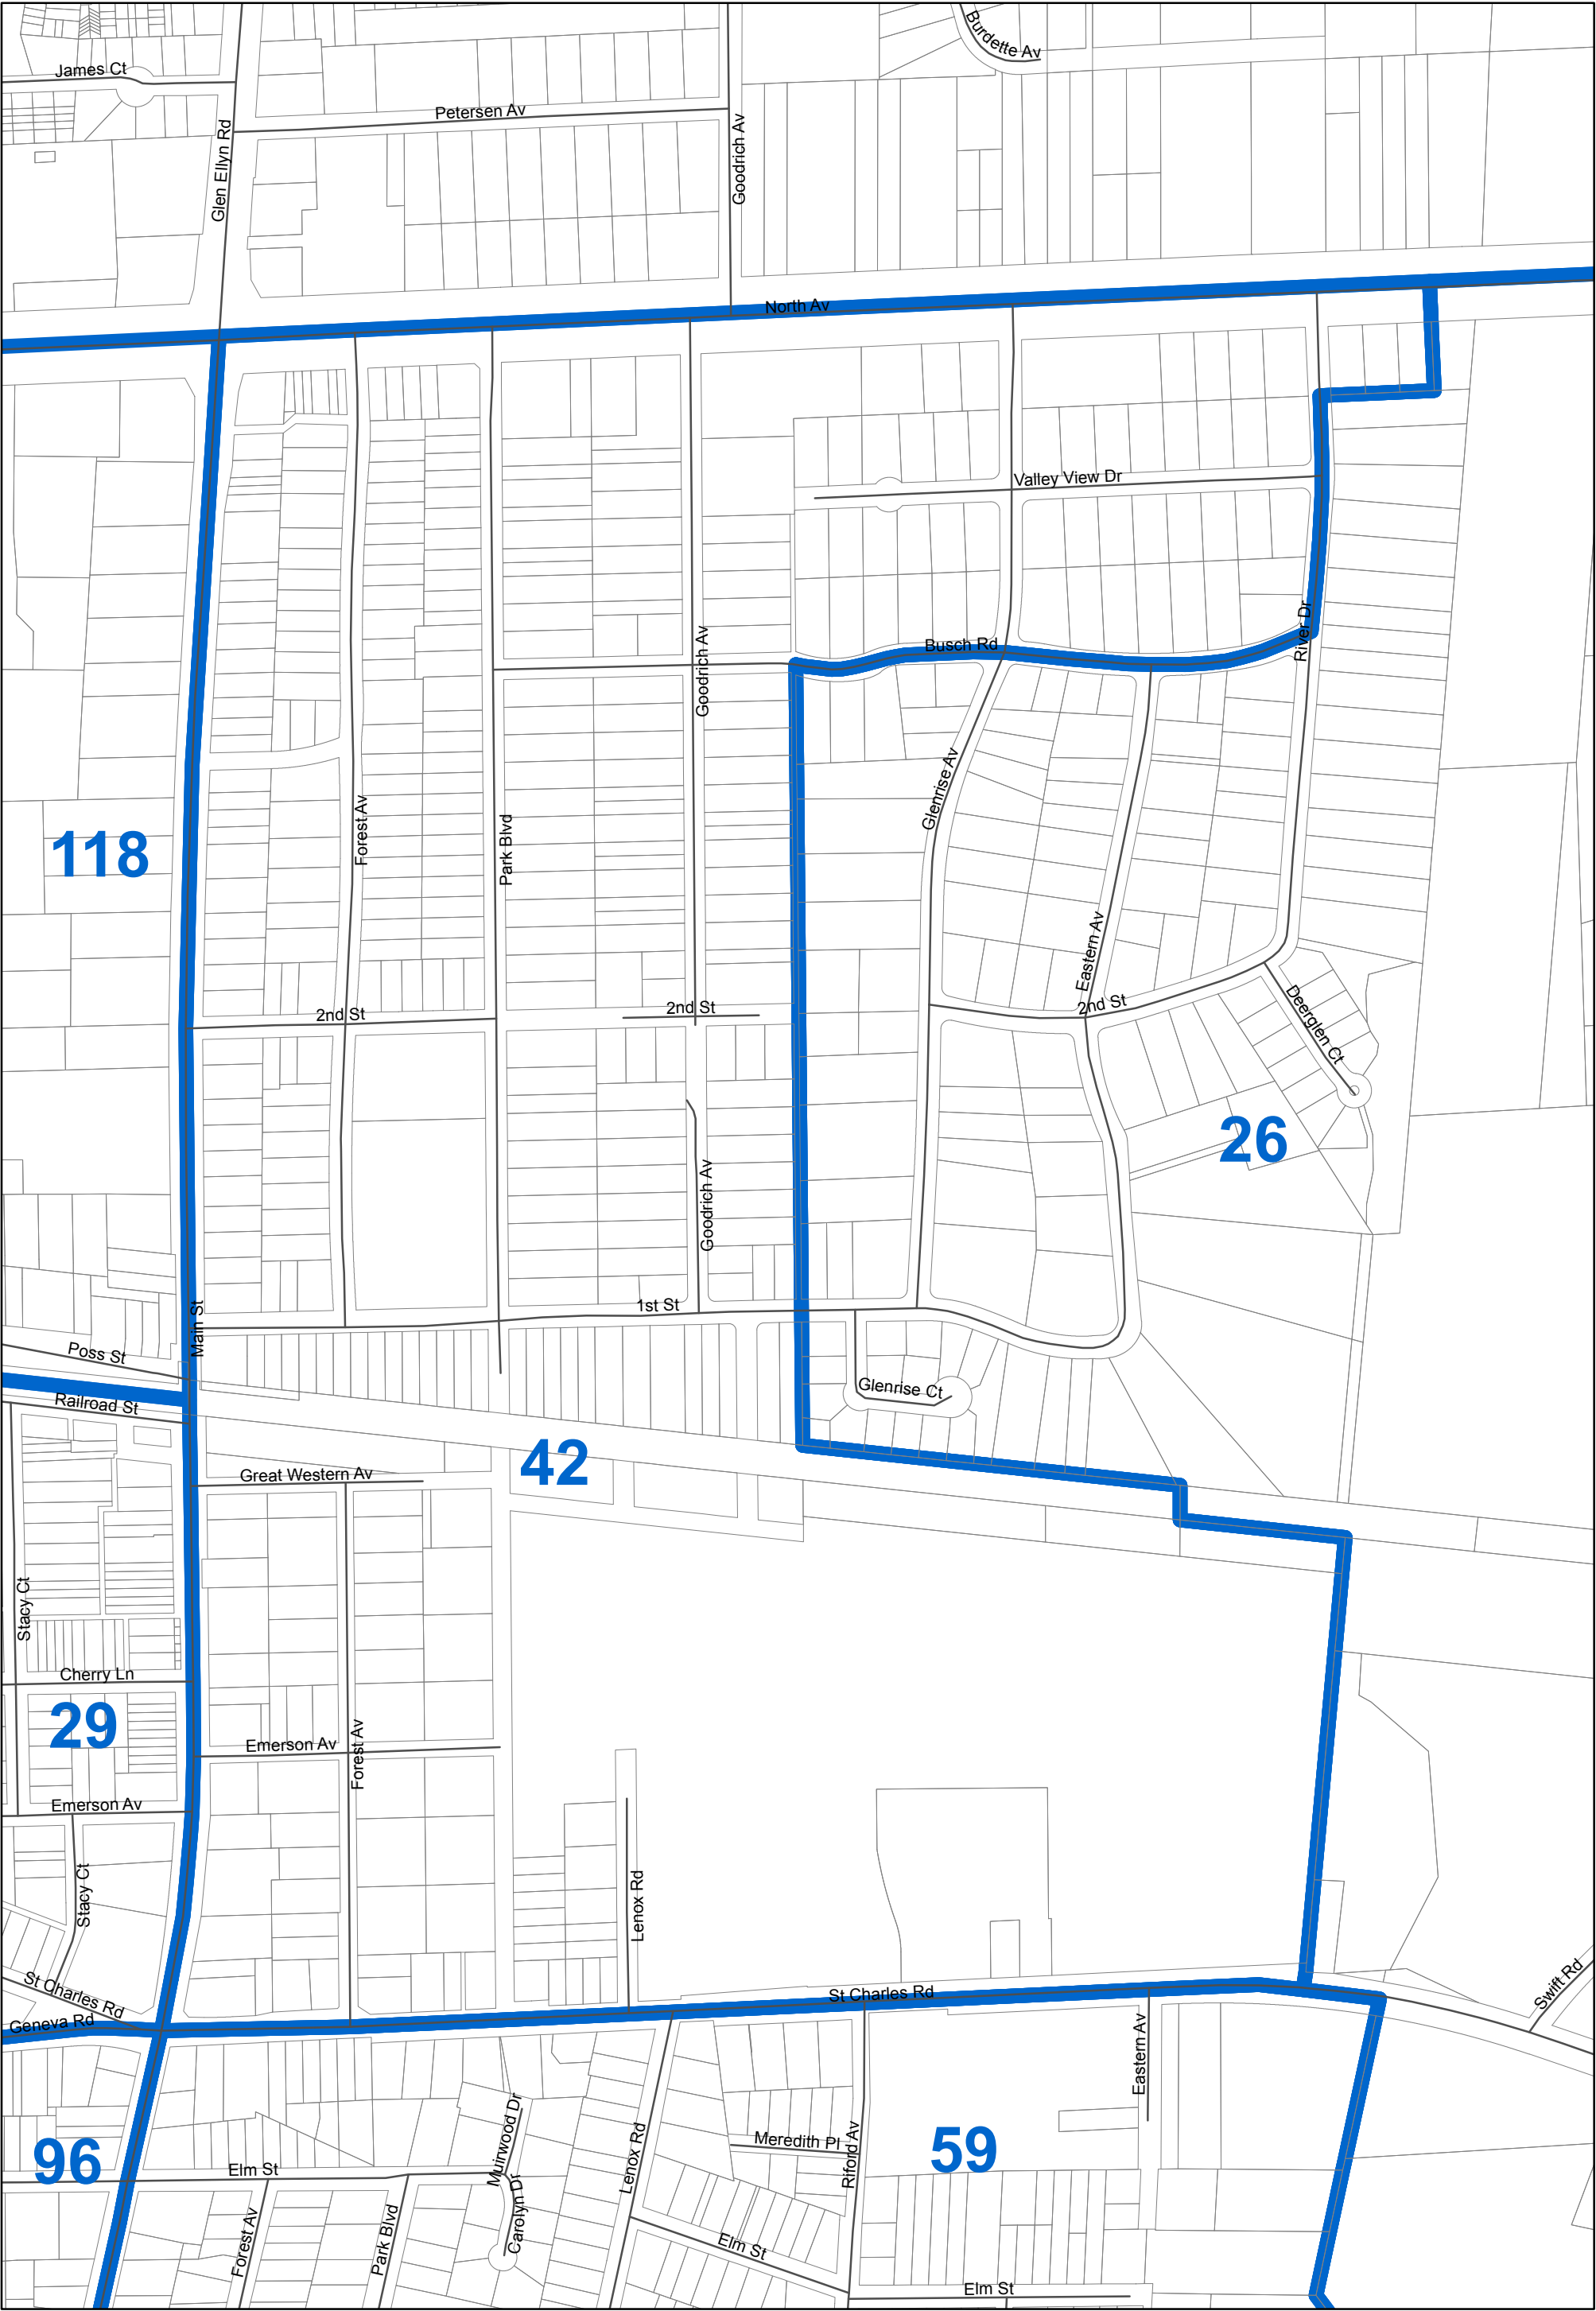 Burdette Av
James Ct
Petersen Av
Glen Ellyn Rd
Goodrich Av
North Av
Valley View Dr
River Dr
Busch Rd
Goodrich Av
Glenrise Av
Forest Av
Park Blvd
118
Eastern Av
2nd St
2nd St
2nd St
Deerglen Ct
26
Goodrich Av
1st St
Main St
Poss St
Glenrise Ct
Railroad St
42
Great Western Av
Stacy Ct
Cherry Ln
29
Emerson Av
Forest Av
Emerson Av
Stacy Ct
Lenox Rd
St Charles Rd
St Charles Rd
Swift Rd
Geneva Rd
Eastern Av
Muirwood Dr
Meredith Pl
Riford Av
59
96
Elm St
Lenox Rd
Carolyn Dr
Forest Av
Park Blvd
Elm St
Elm St